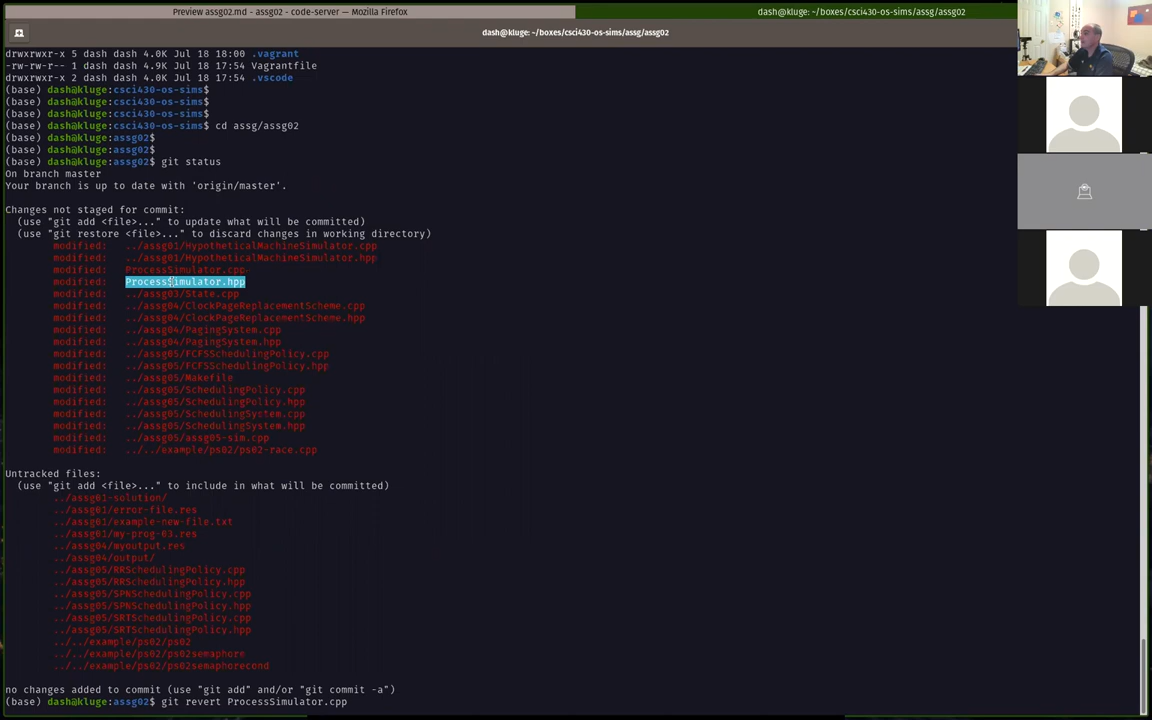 Preview assg02.md - assg02 - code-server — Mozilla Firefox
dash@kluge: ~/boxes/csci430-os-sims/assg/assg02
dash@kluge: ~/boxes/csci430-os-sims/assg/assg02
drwxrwxr-x 5 dash dash 4.0K Jul 18 18:00 .vagrant
-rw-rw-r-- 1 dash dash 4.9K Jul 18 17:54 Vagrantfile
drwxrwxr-x 2 dash dash 4.0K Jul 18 17:54 .vscode
(base) dash@kluge:csci430-os-sims$
(base) dash@kluge:csci430-os-sims$
(base) dash@kluge:csci430-os-sims$
(base) dash@kluge:csci430-os-sims$ cd assg/assg02
(base) dash@kluge:assg02$
(base) dash@kluge:assg02$
(base) dash@kluge:assg02$ git status
On branch master
Your branch is up to date with 'origin/master'.
Changes not staged for commit:
(use "git add <file>..." to update what will be committed)
(use "git restore <file>..." to discard changes in working directory)
modified: ../assg01/HypotheticalMachineSimulator.cpp
modified: ../assg01/HypotheticalMachineSimulator.hpp
modified: ProcessSimulator.cpp
modified: ProcessSimulator.hpp
modified: ../assg03/State.cpp
modified: ../assg04/ClockPageReplacementScheme.cpp
modified: ../assg04/ClockPageReplacementScheme.hpp
modified: ../assg04/PagingSystem.cpp
modified: ../assg04/PagingSystem.hpp
modified: ../assg05/FCFSSchedulingPolicy.cpp
modified: ../assg05/FCFSSchedulingPolicy.hpp
modified: ../assg05/Makefile
modified: ../assg05/SchedulingPolicy.cpp
modified: ../assg05/SchedulingPolicy.hpp
modified: ../assg05/SchedulingSystem.cpp
modified: ../assg05/SchedulingSystem.hpp
modified: ../assg05/assg05-sim.cpp
modified: ../../example/ps02/ps02-race.cpp
Untracked files:
(use "git add <file>..." to include in what will be committed)
../assg01-solution/
../assg01/error-file.res
../assg01/example-new-file.txt
../assg01/my-prog-03.res
../assg04/myoutput.res
../assg04/output/
../assg05/RRSchedulingPolicy.cpp
../assg05/RRSchedulingPolicy.hpp
../assg05/SPNSchedulingPolicy.cpp
../assg05/SPNSchedulingPolicy.hpp
../assg05/SRTSchedulingPolicy.cpp
../assg05/SRTSchedulingPolicy.hpp
../../example/ps02/ps02
../../example/ps02/ps02semaphore
../../example/ps02/ps02semaphorecond
no changes added to commit (use "git add" and/or "git commit -a")
(base) dash@kluge:assg02$ git revert ProcessSimulator.cpp